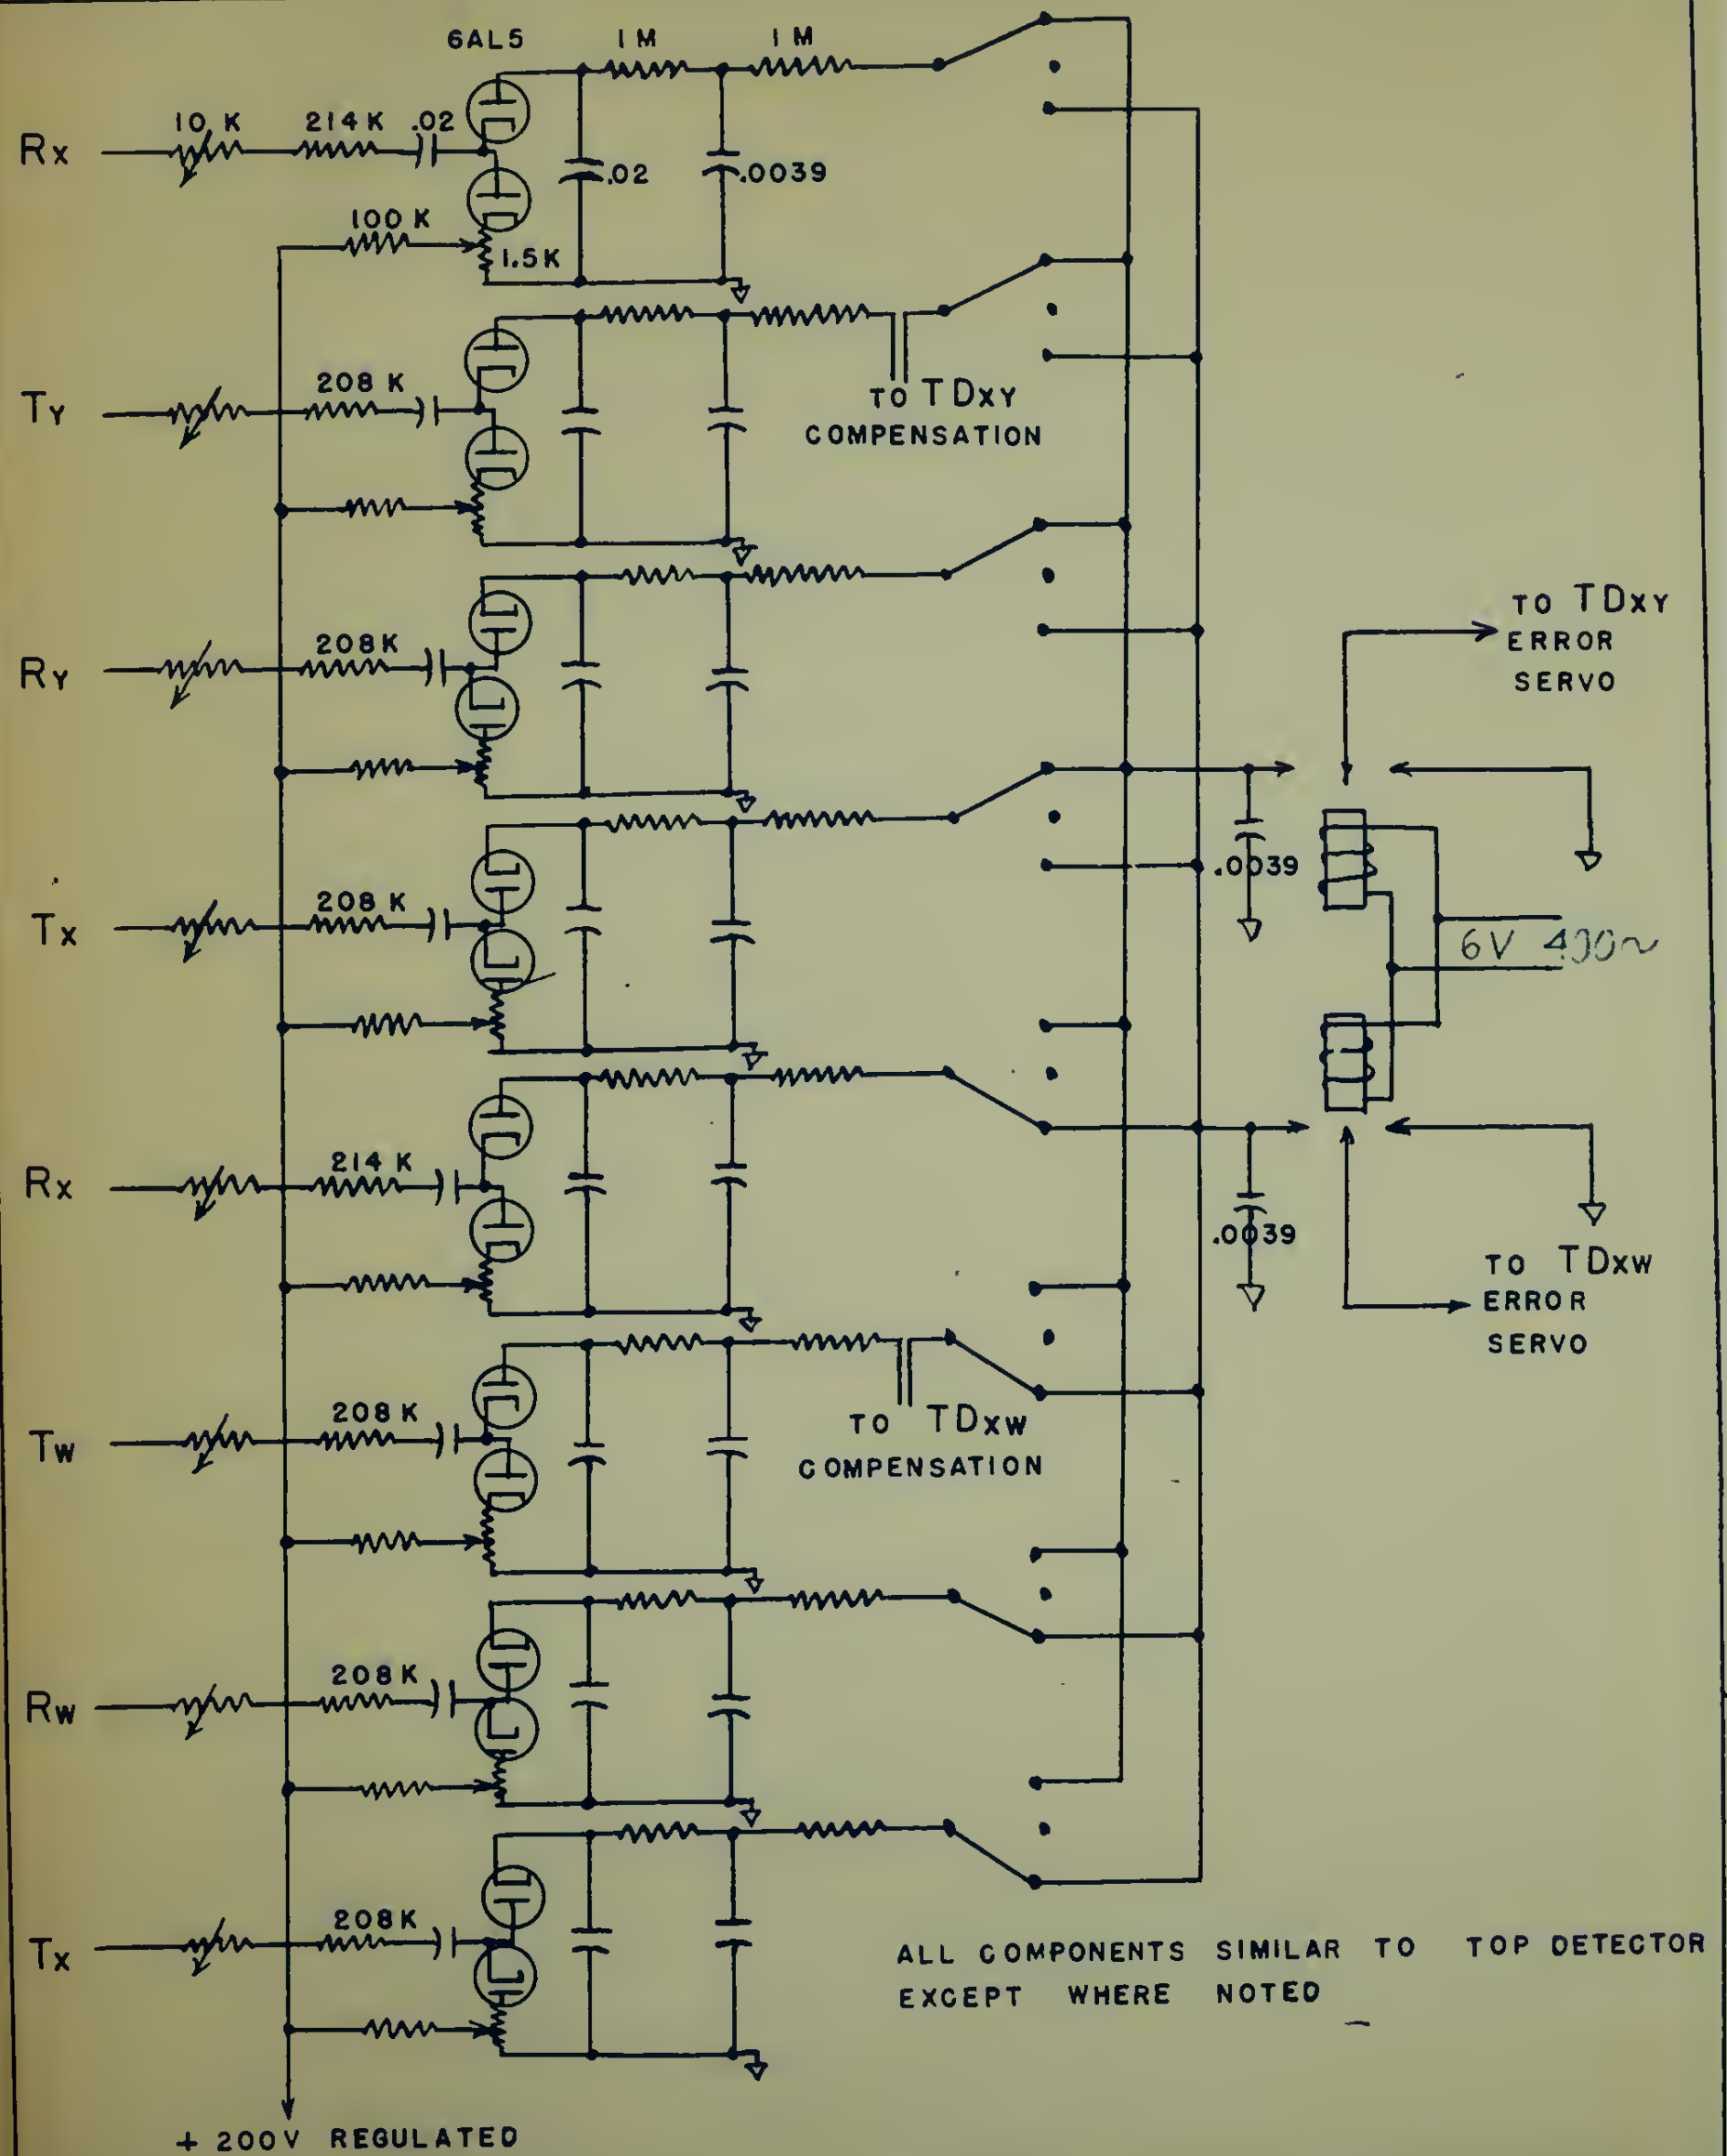 6AL5 1 M 1 M
Rx 10 K 214 K .02
.02 .0039
100 K
1.5K
TY 208 K
TO TDXY
COMPENSATION
TO TDXY
ERROR
SERVO
RY 208K
.0039
Tx 208 K
6V 400~
Rx 214 K
.0039
TO TDXW
ERROR
SERVO
Tw 208 K
TO TDXW
COMPENSATION
Rw 208 K
Tx 208K
ALL COMPONENTS SIMILAR TO TOP DETECTOR
EXCEPT WHERE NOTED
+ 200V REGULATED